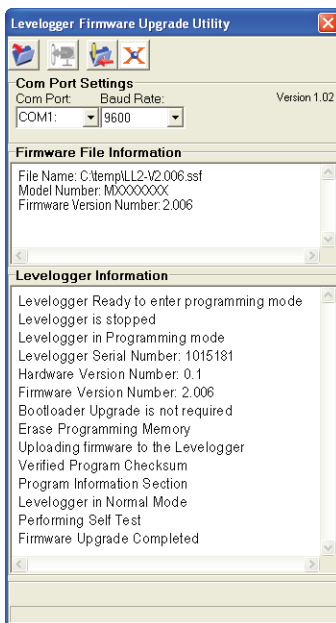 Levelogger Firmware Upgrade Utility
Com Port Settings
Com Port: Baud Rate: Version 1.02
COM1: 9600
Firmware File Information
File Name: C:\temp\LL2-V2.006.ssf
Model Number: MXXXXXXX
Firmware Version Number: 2.006
Levelogger Information
Levelogger Ready to enter programming mode
Levelogger is stopped
Levelogger in Programming mode
Levelogger Serial Number: 1015181
Hardware Version Number: 0.1
Firmware Version Number: 2.006
Bootloader Upgrade is not required
Erase Programming Memory
Uploading firmware to the Levelogger
Verified Program Checksum
Program Information Section
Levelogger in Normal Mode
Performing Self Test
Firmware Upgrade Completed